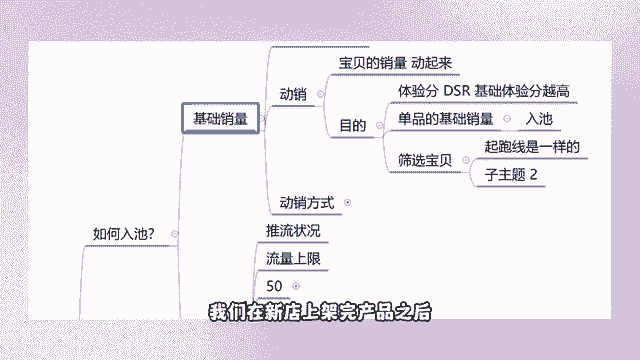 宝贝的销量 动起来
动销
体验分 DSR 基础体验分越高
基础销量
目的
单品的基础销量
入池
起跑线是一样的
筛选宝贝
子主题 2
动销方式
如何入池?
推流状况
流量上限
50
我们在新店上架完产品之后